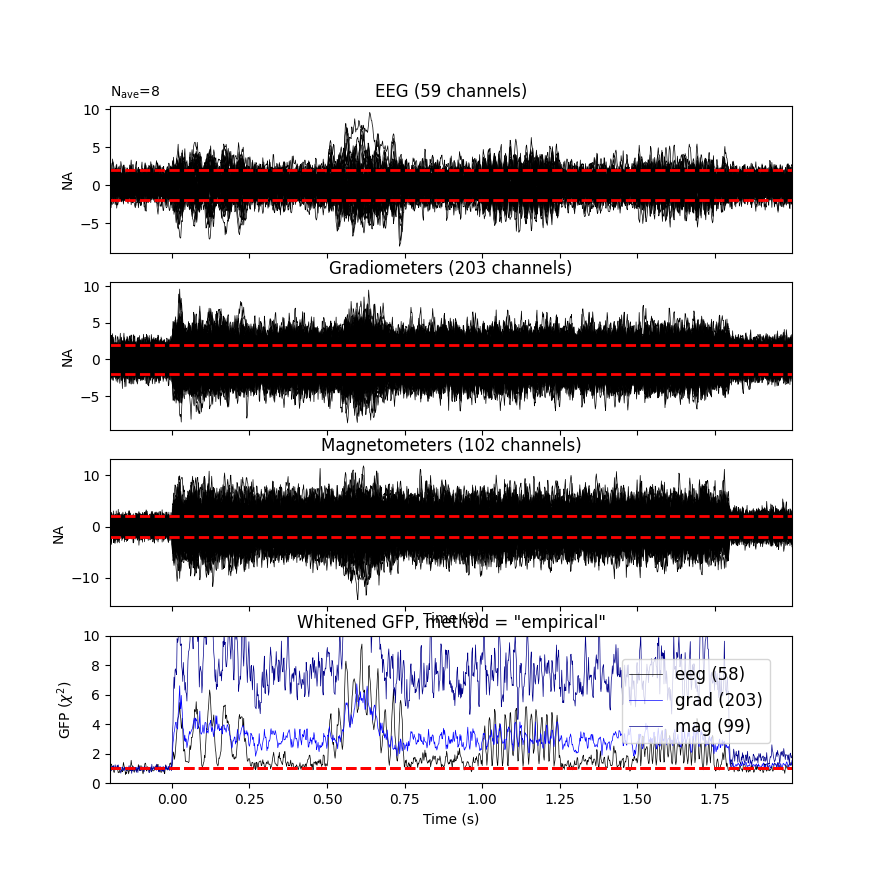 N_ave=8
EEG (59 channels)
10
5
0
−5
NA
Gradiometers (203 channels)
10
5
0
−5
NA
Magnetometers (102 channels)
10
0
−10
NA
Time (s)
Whitened GFP, method = "empirical"
10
8
6
4
2
0
GFP (χ²)
eeg (58)
grad (203)
mag (99)
0.00 0.25 0.50 0.75 1.00 1.25 1.50 1.75
Time (s)